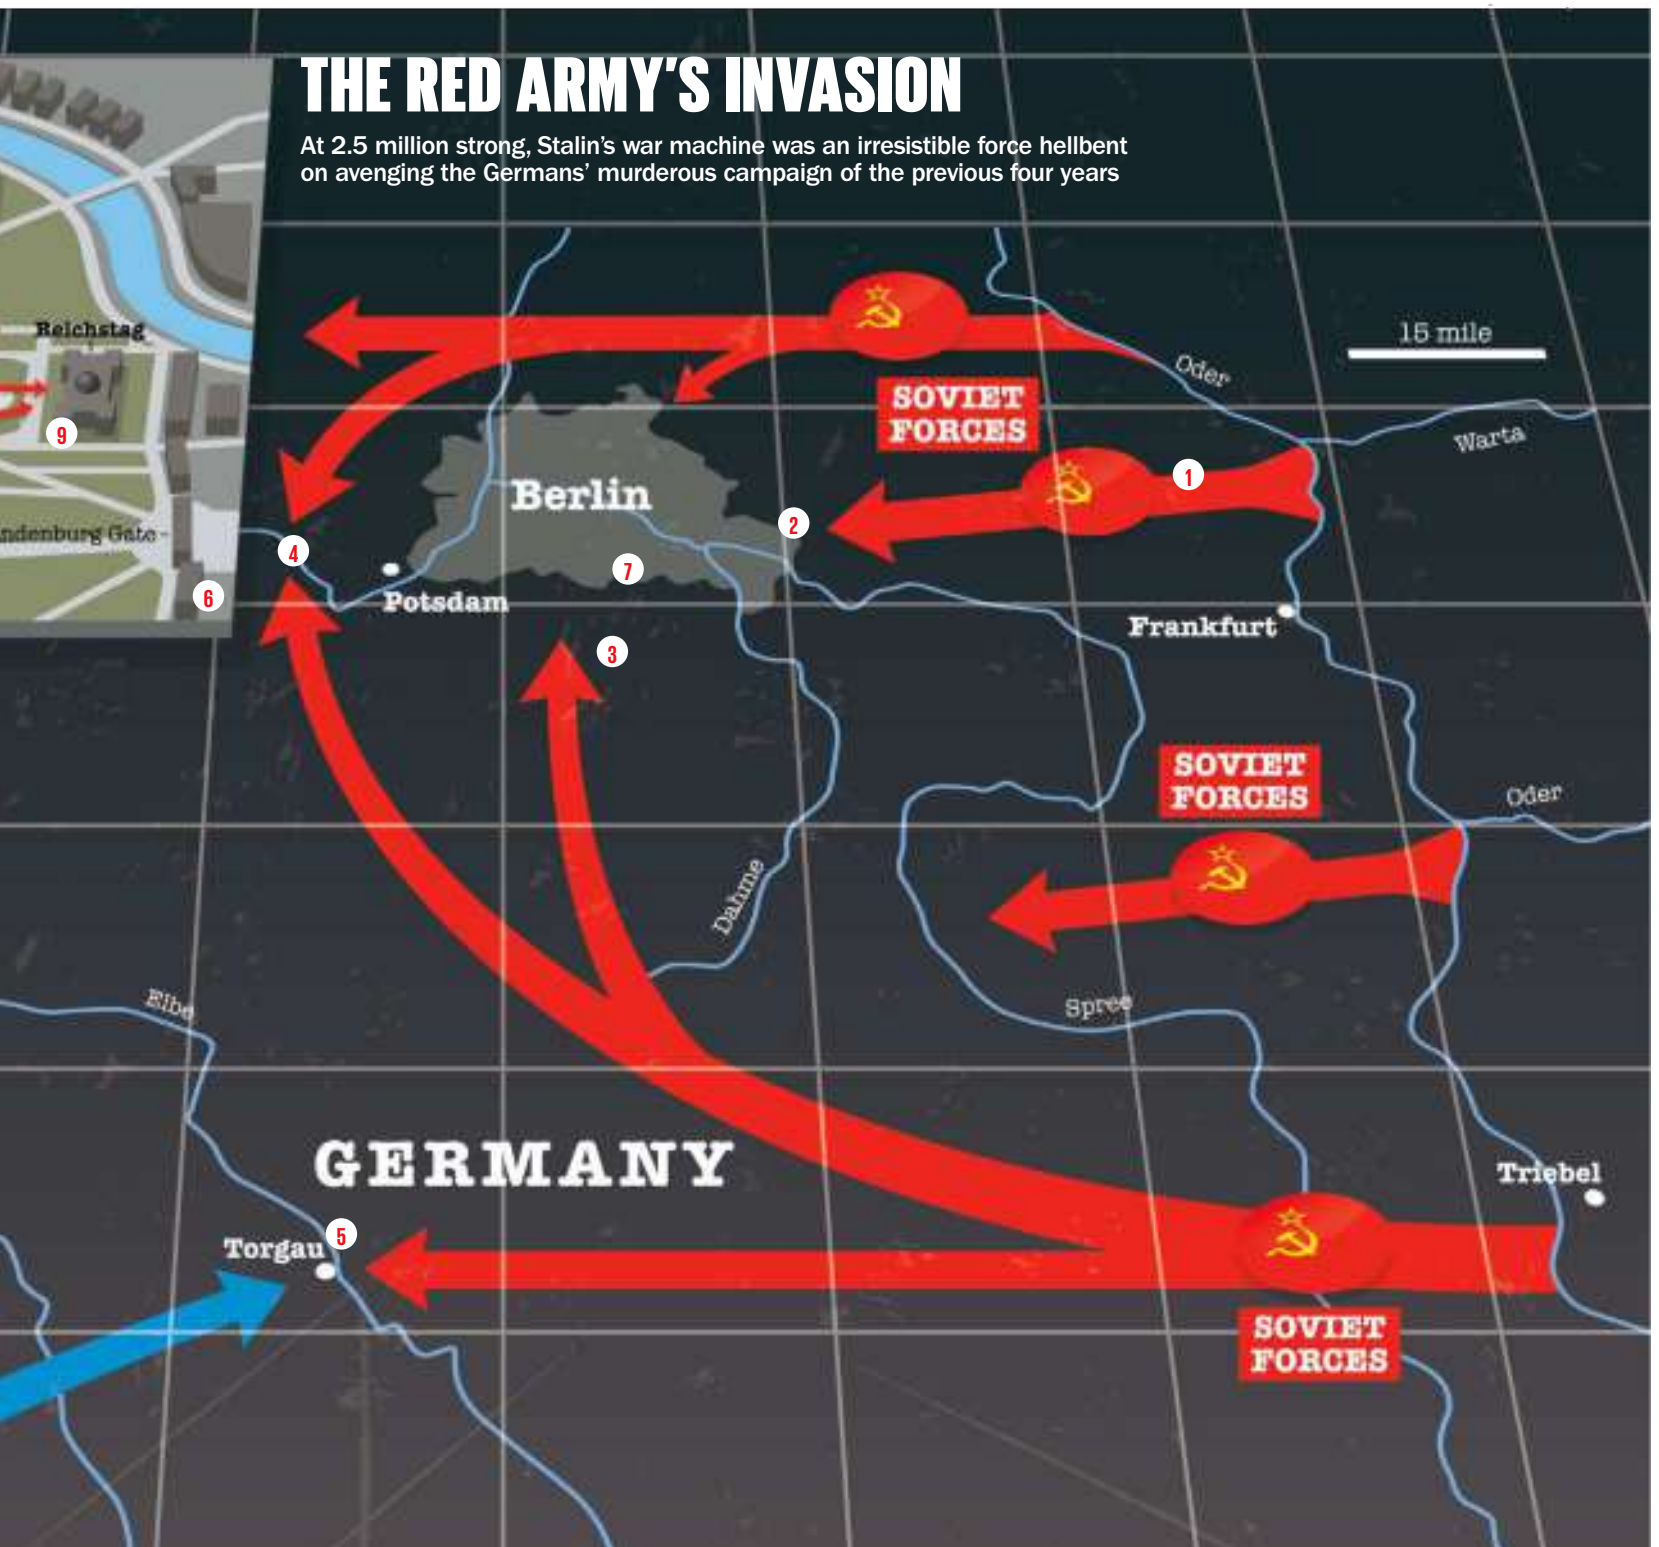 THE RED ARMY'S INVASION
At 2.5 million strong, Stalin's war machine was an irresistible force hellbent
on avenging the Germans' murderous campaign of the previous four years
Reichstag
9
ndenburg Gate
6
15 mile
Oder
Warta
SOVIET
FORCES
1
Berlin
2
4
7
Potsdam
Frankfurt
3
SOVIET
FORCES
Oder
Dahme
Elbe
Spree
GERMANY
Triebel
5
Torgau
SOVIET
FORCES